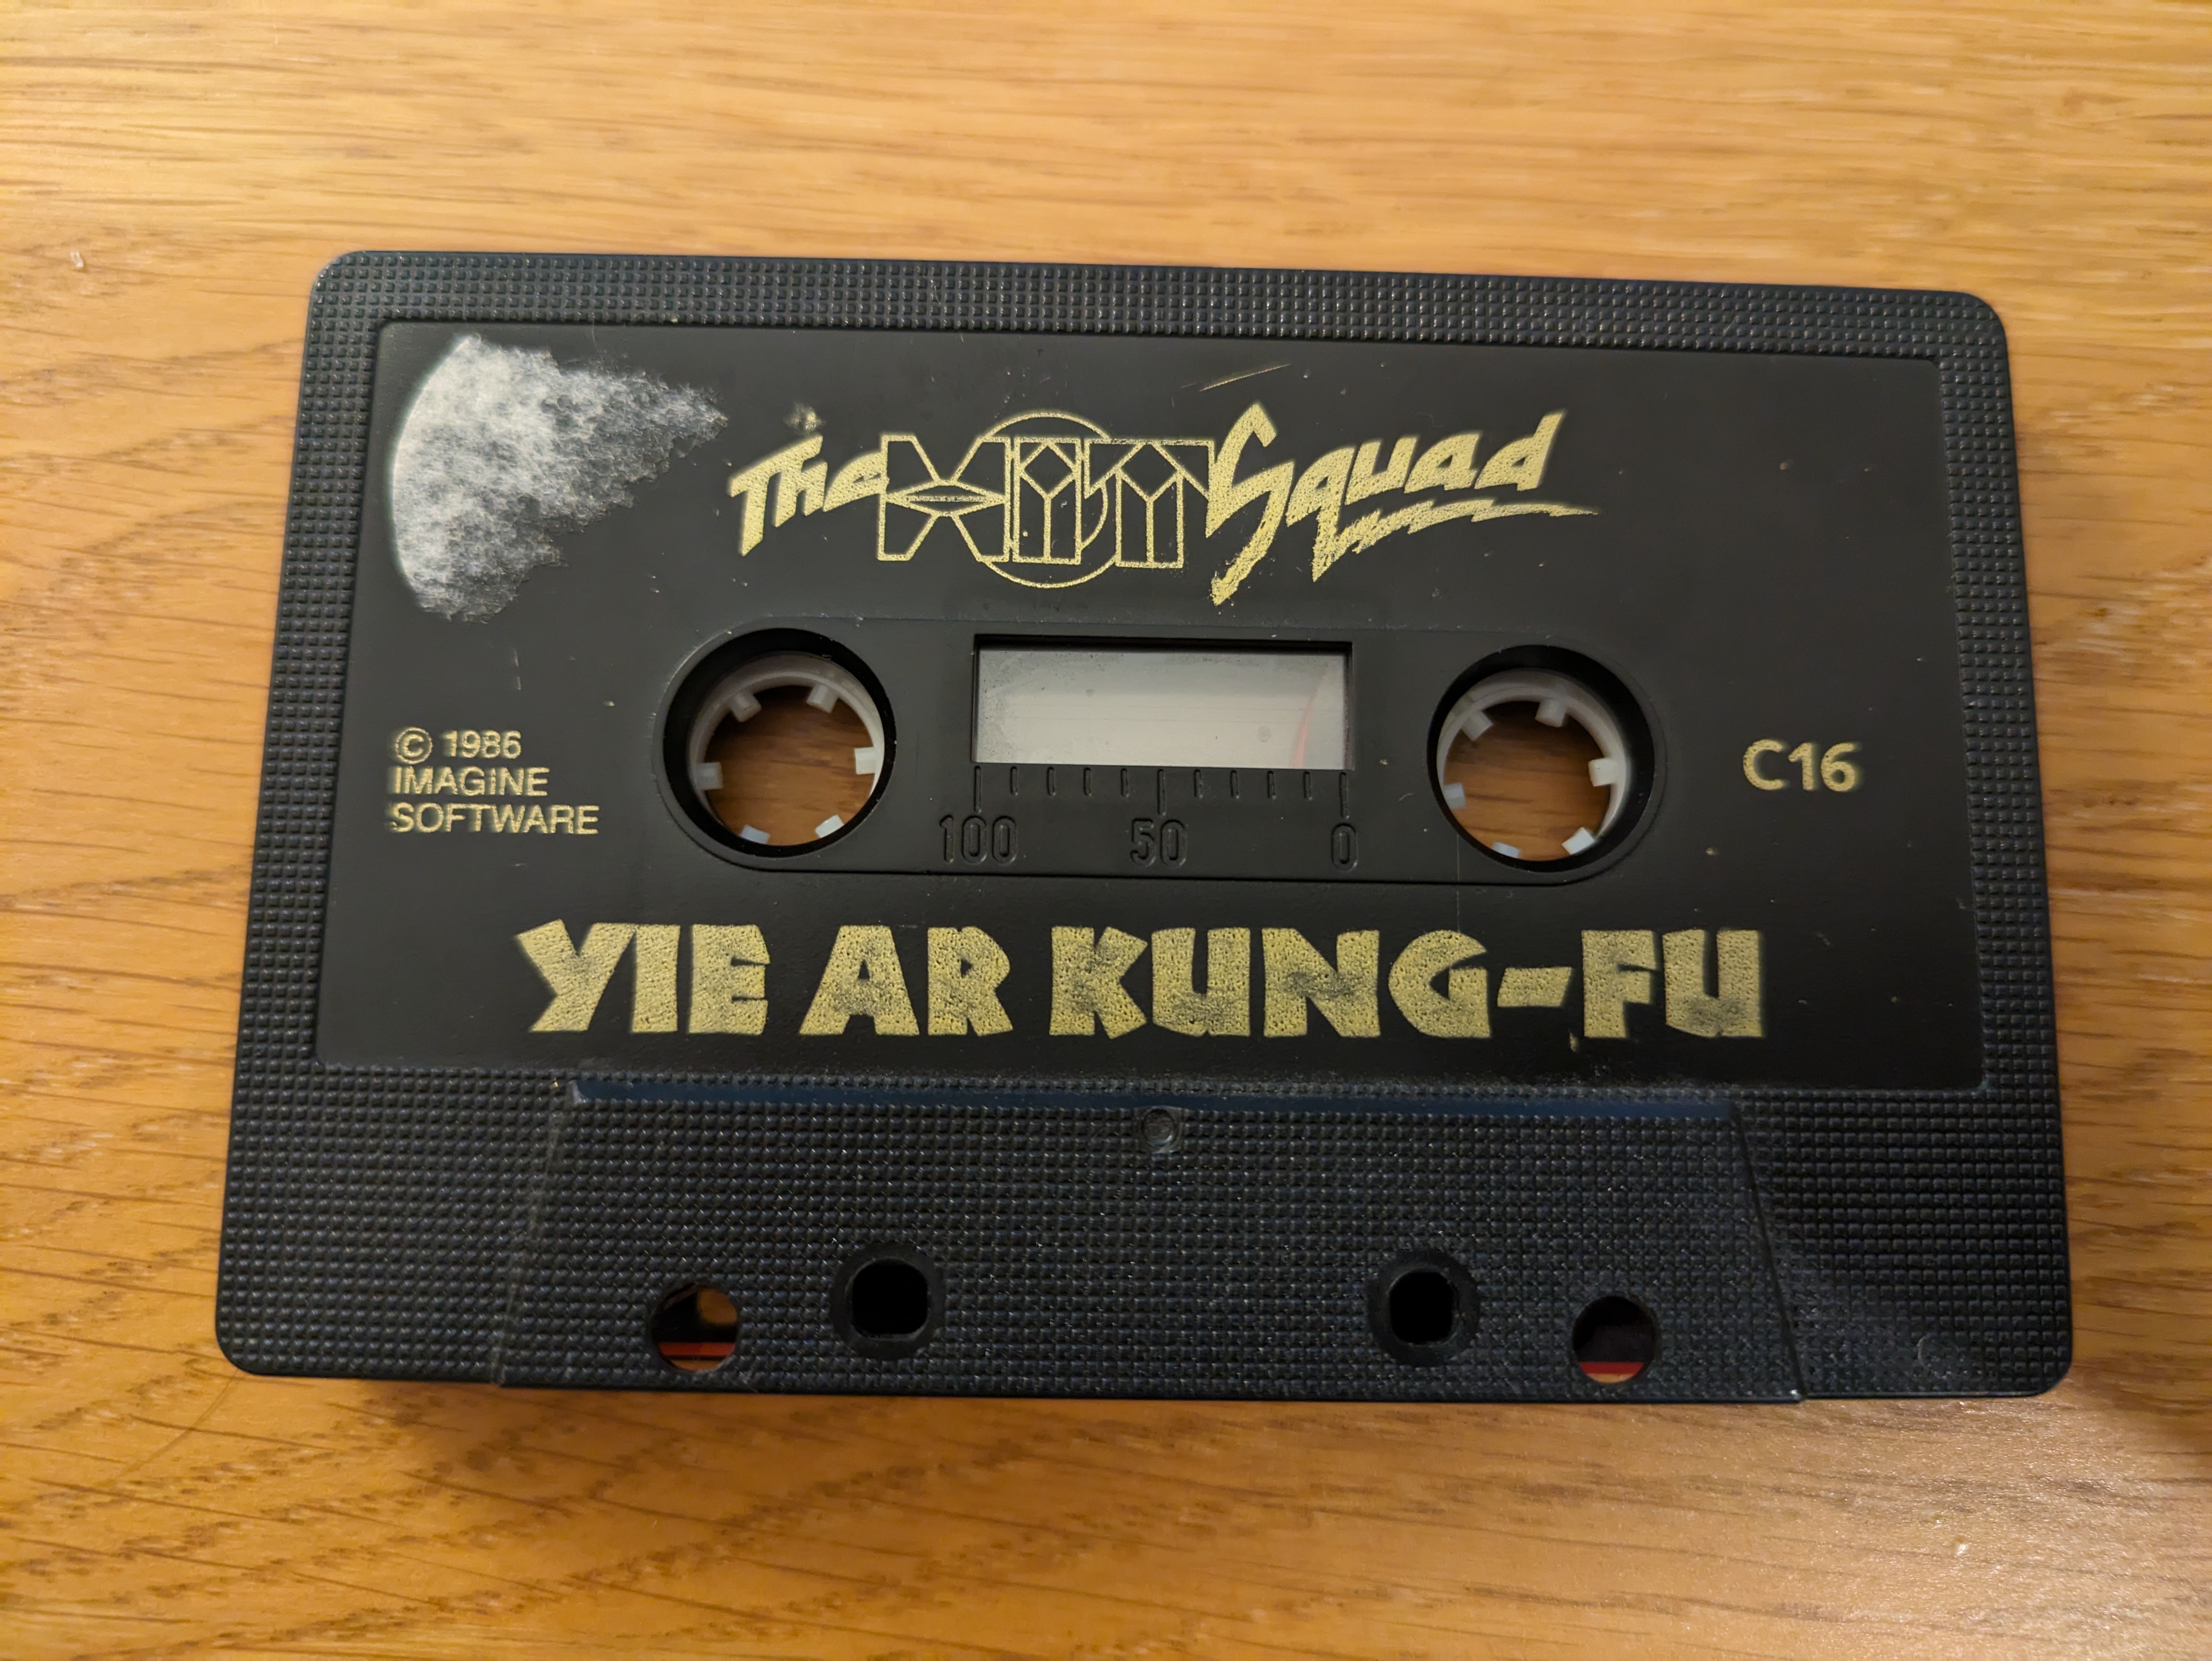 The HIT Squad
© 1986
IMAGINE
SOFTWARE
C16
100 50 0
YIE AR KUNG-FU